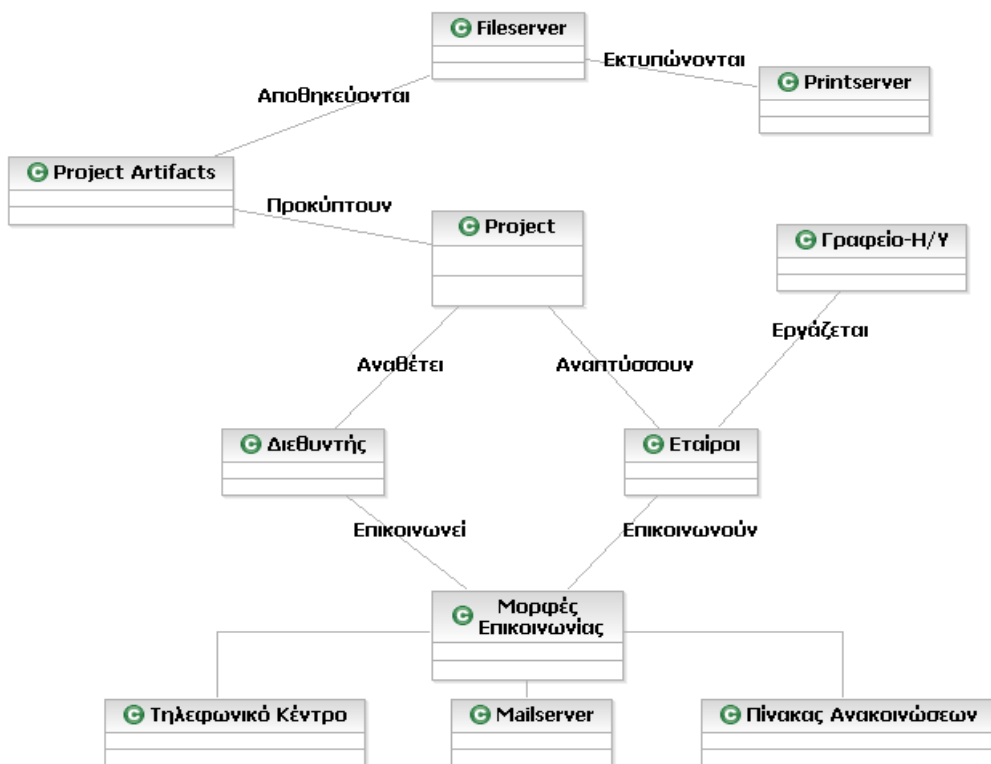 Fileserver
Εκτυπώνονται
Printserver
Αποθηκεύονται
Project Artifacts
Προκύπτουν
Project
Γραφείο-Η/Υ
Εργάζεται
Αναθέτει
Αναπτύσσουν
Διεθυντής
Εταίροι
Επικοινωνεί
Επικοινωνούν
Μορφές
Επικοινωνίας
Τηλεφωνικό Κέντρο
Mailserver
Πίνακας Ανακοινώσεων